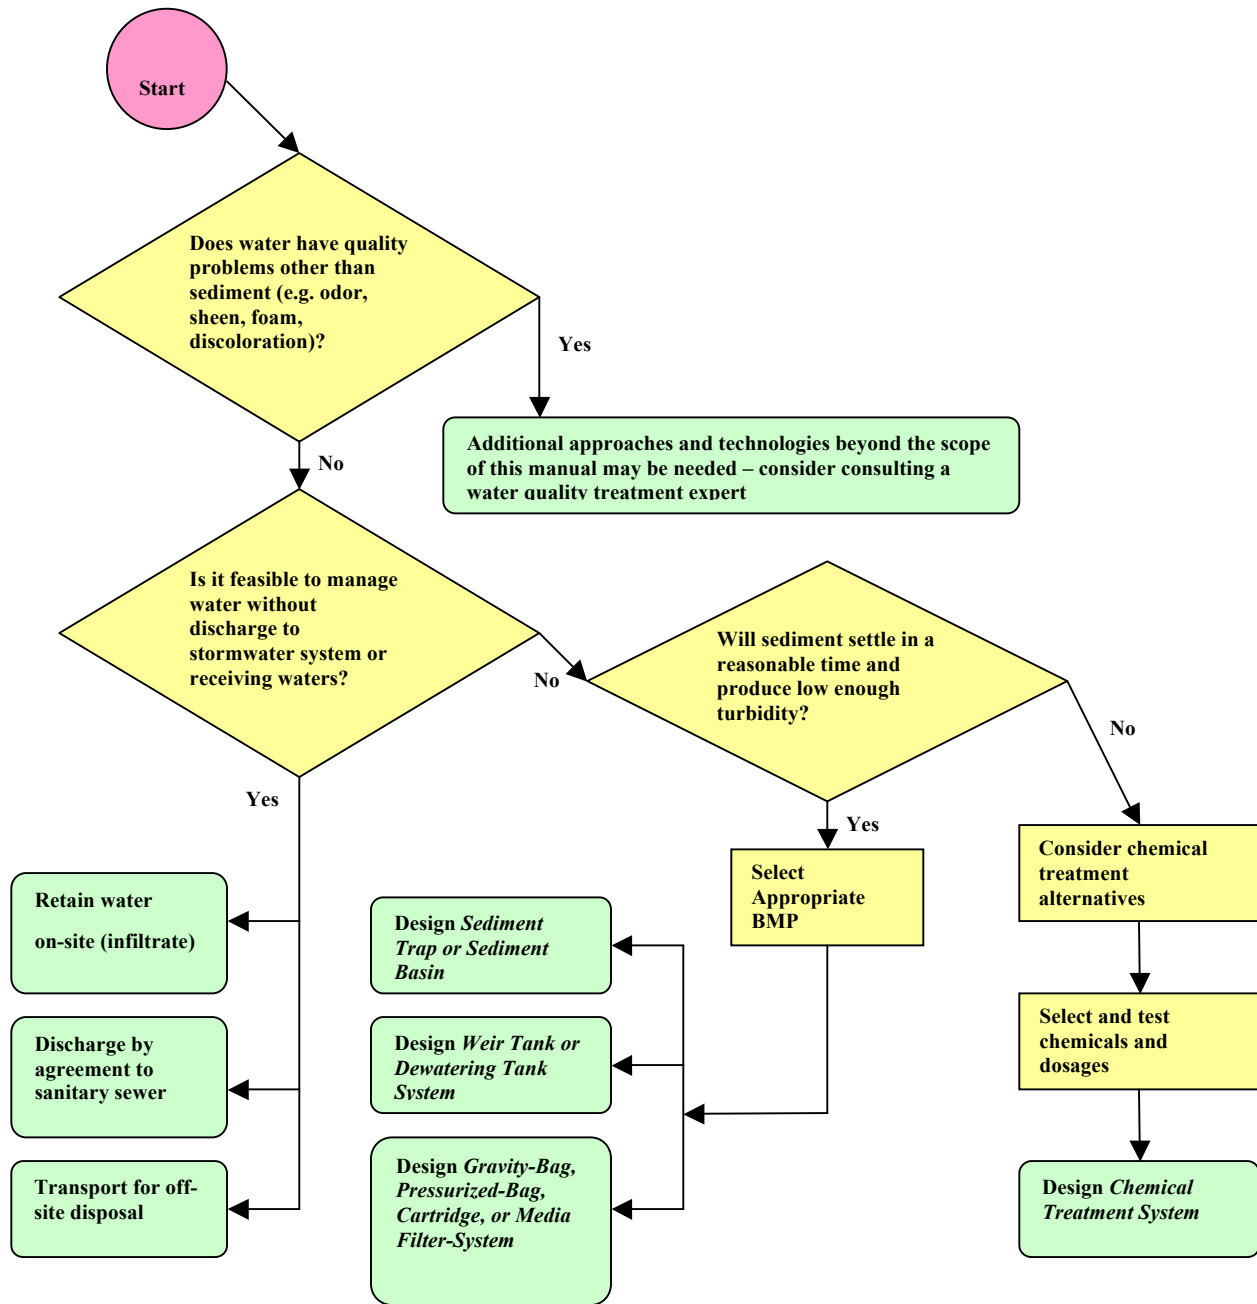 Start
Does water have quality
problems other than
sediment (e.g. odor,
sheen, foam,
discoloration)?
Yes
Additional approaches and technologies beyond the scope
of this manual may be needed – consider consulting a
water quality treatment expert
No
Is it feasible to manage
water without
discharge to
stormwater system or
receiving waters?
No
Will sediment settle in a
reasonable time and
produce low enough
turbidity?
No
Yes
Yes
Retain water
on-site (infiltrate)
Discharge by
agreement to
sanitary sewer
Transport for off-
site disposal
Select
Appropriate
BMP
Design Sediment
Trap or Sediment
Basin
Design Weir Tank or
Dewatering Tank
System
Design Gravity-Bag,
Pressurized-Bag,
Cartridge, or Media
Filter-System
Consider chemical
treatment
alternatives
Select and test
chemicals and
dosages
Design Chemical
Treatment System